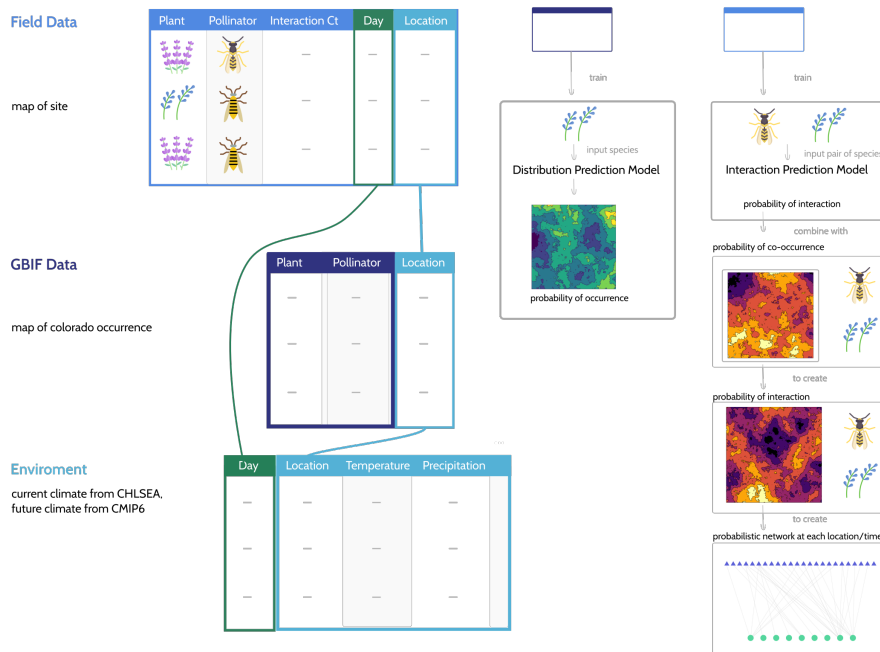 Field Data
map of site
Plant Pollinator Interaction Ct Day Location
GBIF Data
map of colorado occurrence
Plant Pollinator Location
Enviroment
current climate from CHLSEA,
future climate from CMIP6
Day Location Temperature Precipitation
train
input species
Distribution Prediction Model
probability of occurrence
train
input pair of species
Interaction Prediction Model
probability of interaction
combine with
probability of co-occurrence
to create
probability of interaction
to create
probabilistic network at each location/time